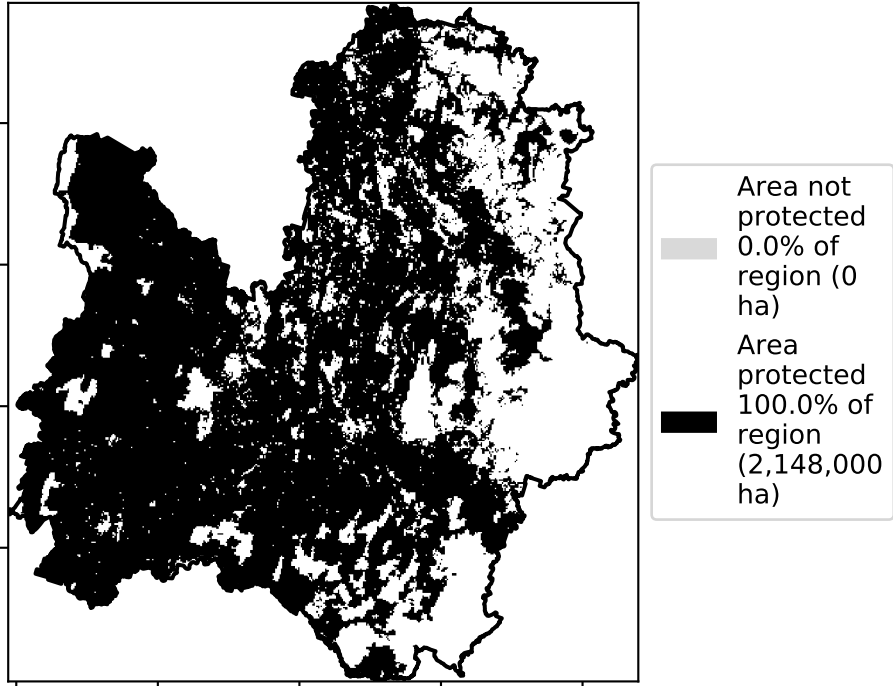 Area not
protected
0.0% of
region (0
ha)
Area
protected
100.0% of
region
(2,148,000
ha)